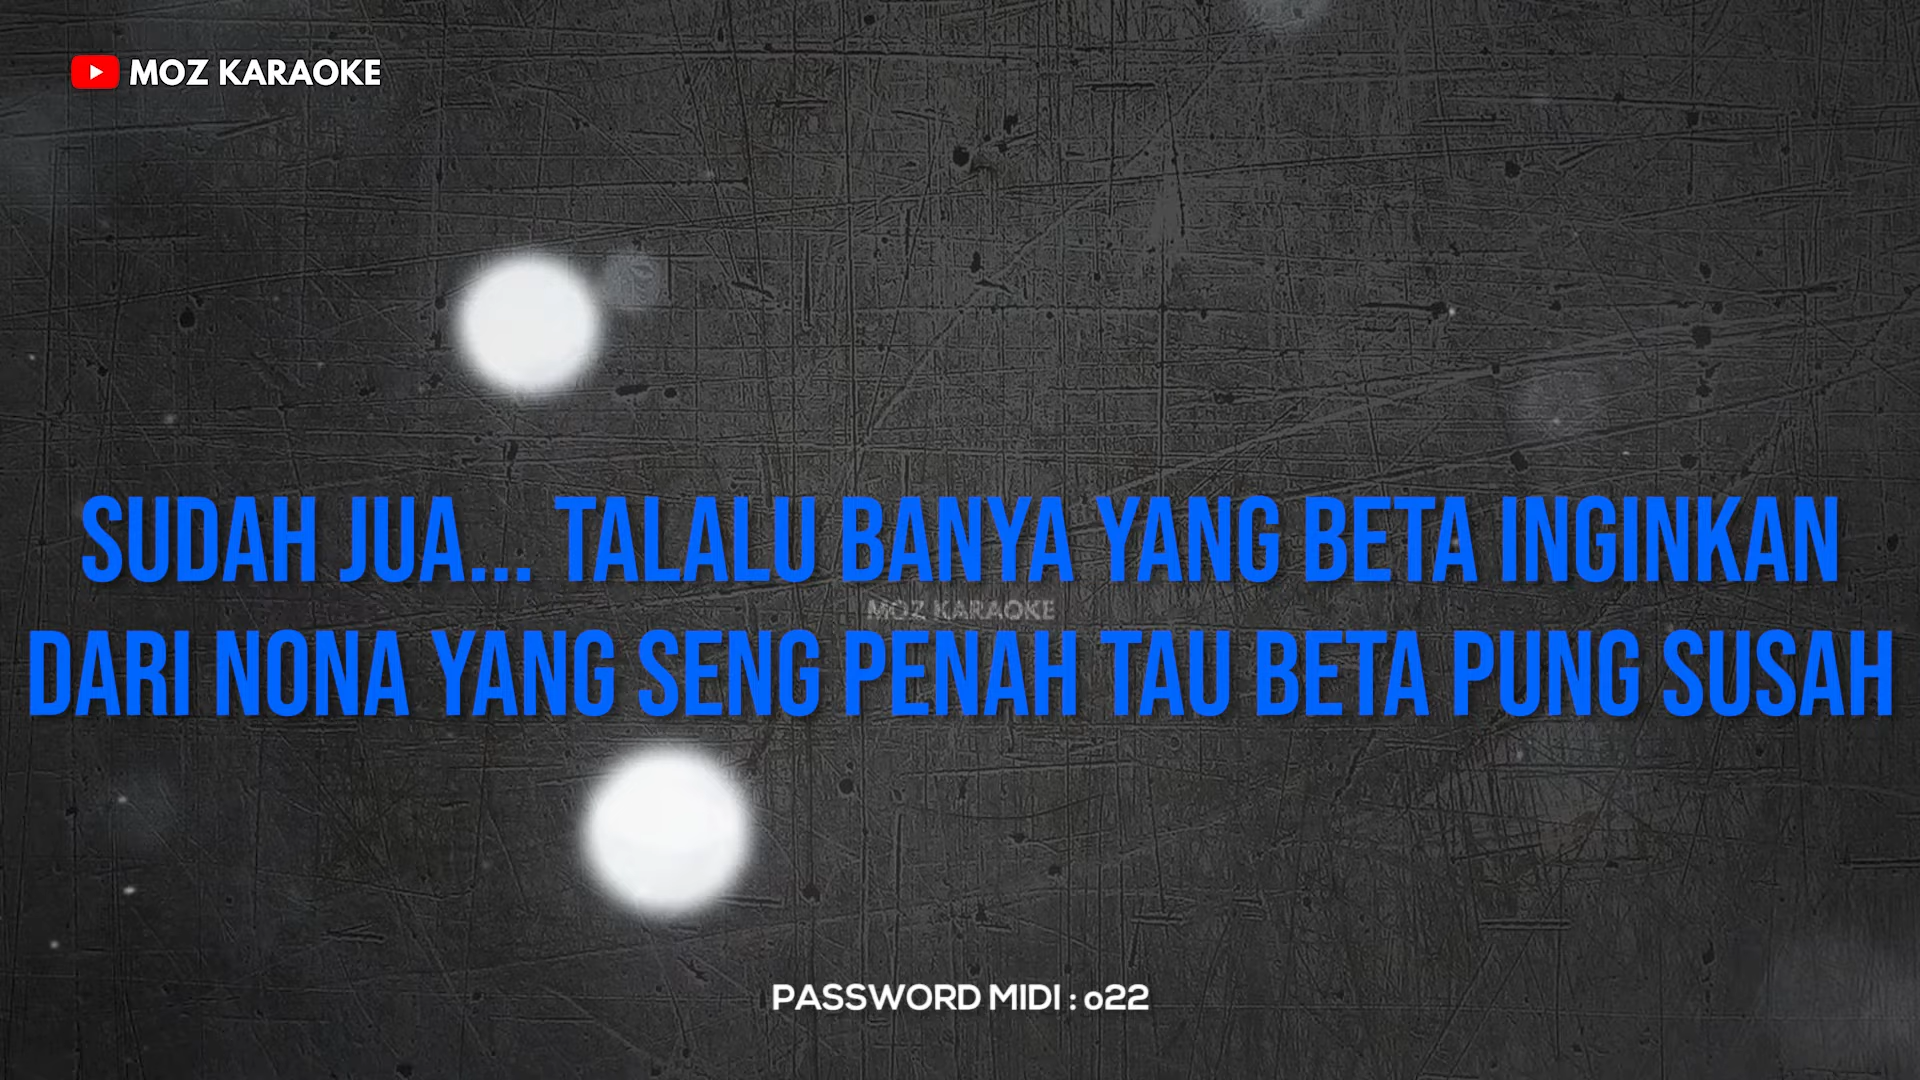 MOZ KARAOKE
SUDAH JUA... TALALU BANYA YANG BETA INGINKAN
MOZ KARAOKE
DARI NONA YANG SENG PENAH TAU BETA PUNG SUSAH
PASSWORD MIDI : o22